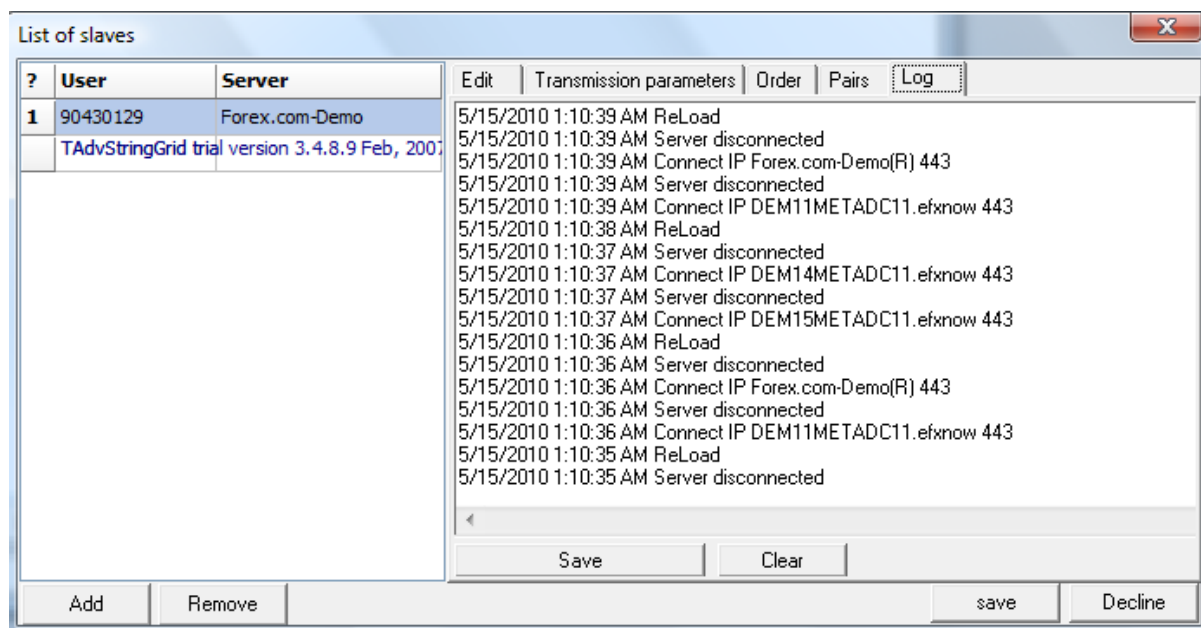 List of slaves
? User Server
1 90430129 Forex.com-Demo
TAdvStringGrid trial version 3.4.8.9 Feb, 2007
Edit Transmission parameters Order Pairs Log
5/15/2010 1:10:39 AM ReLoad
5/15/2010 1:10:39 AM Server disconnected
5/15/2010 1:10:39 AM Connect IP Forex.com-Demo(R) 443
5/15/2010 1:10:39 AM Server disconnected
5/15/2010 1:10:39 AM Connect IP DEM11METADC11.efxnow 443
5/15/2010 1:10:38 AM ReLoad
5/15/2010 1:10:37 AM Server disconnected
5/15/2010 1:10:37 AM Connect IP DEM14METADC11.efxnow 443
5/15/2010 1:10:37 AM Server disconnected
5/15/2010 1:10:37 AM Connect IP DEM15METADC11.efxnow 443
5/15/2010 1:10:36 AM ReLoad
5/15/2010 1:10:36 AM Server disconnected
5/15/2010 1:10:36 AM Connect IP Forex.com-Demo(R) 443
5/15/2010 1:10:36 AM Server disconnected
5/15/2010 1:10:36 AM Connect IP DEM11METADC11.efxnow 443
5/15/2010 1:10:35 AM ReLoad
5/15/2010 1:10:35 AM Server disconnected
Save Clear
Add Remove save Decline